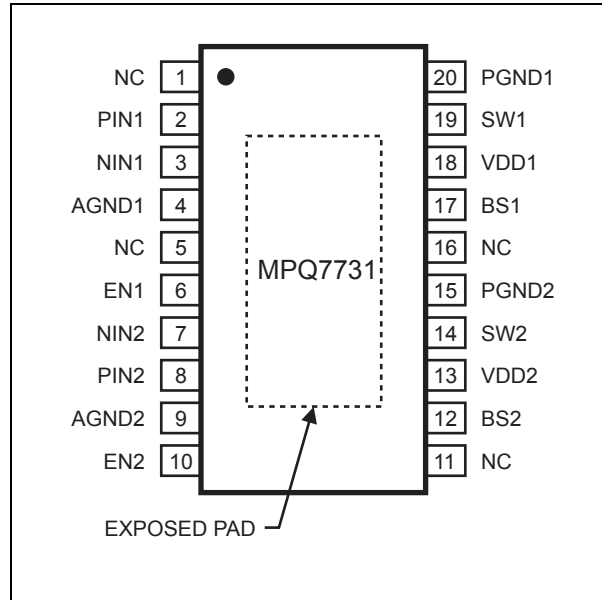 NC 1 20 PGND1
PIN1 2 19 SW1
NIN1 3 18 VDD1
AGND1 4 17 BS1
NC 5 16 NC
EN1 6 15 PGND2
MPQ7731
NIN2 7 14 SW2
PIN2 8 13 VDD2
AGND2 9 12 BS2
EN2 10 11 NC
EXPOSED PAD